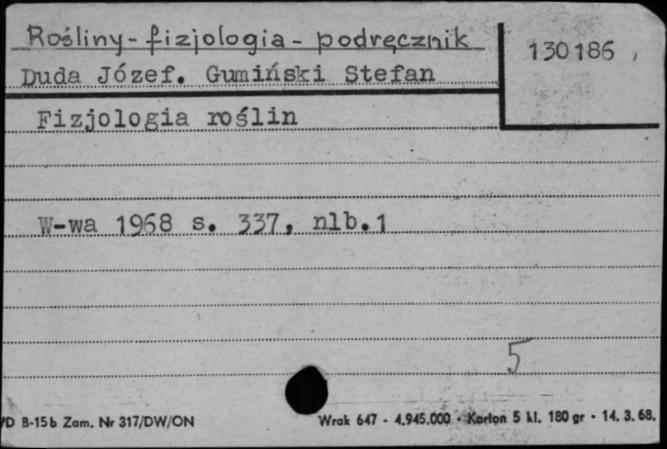 Rośliny - fizjologia - podręcznik
130186
Duda Józef. Gumiński Stefan
Fizjologia roślin
W-wa 1968 s. 337, nlb.1
5
D B-15b Zam. Nr 317/DW/ON
Wrak 647 - 4.945.000 - Karton 5 kl. 180 gr - 14. 3. 68.